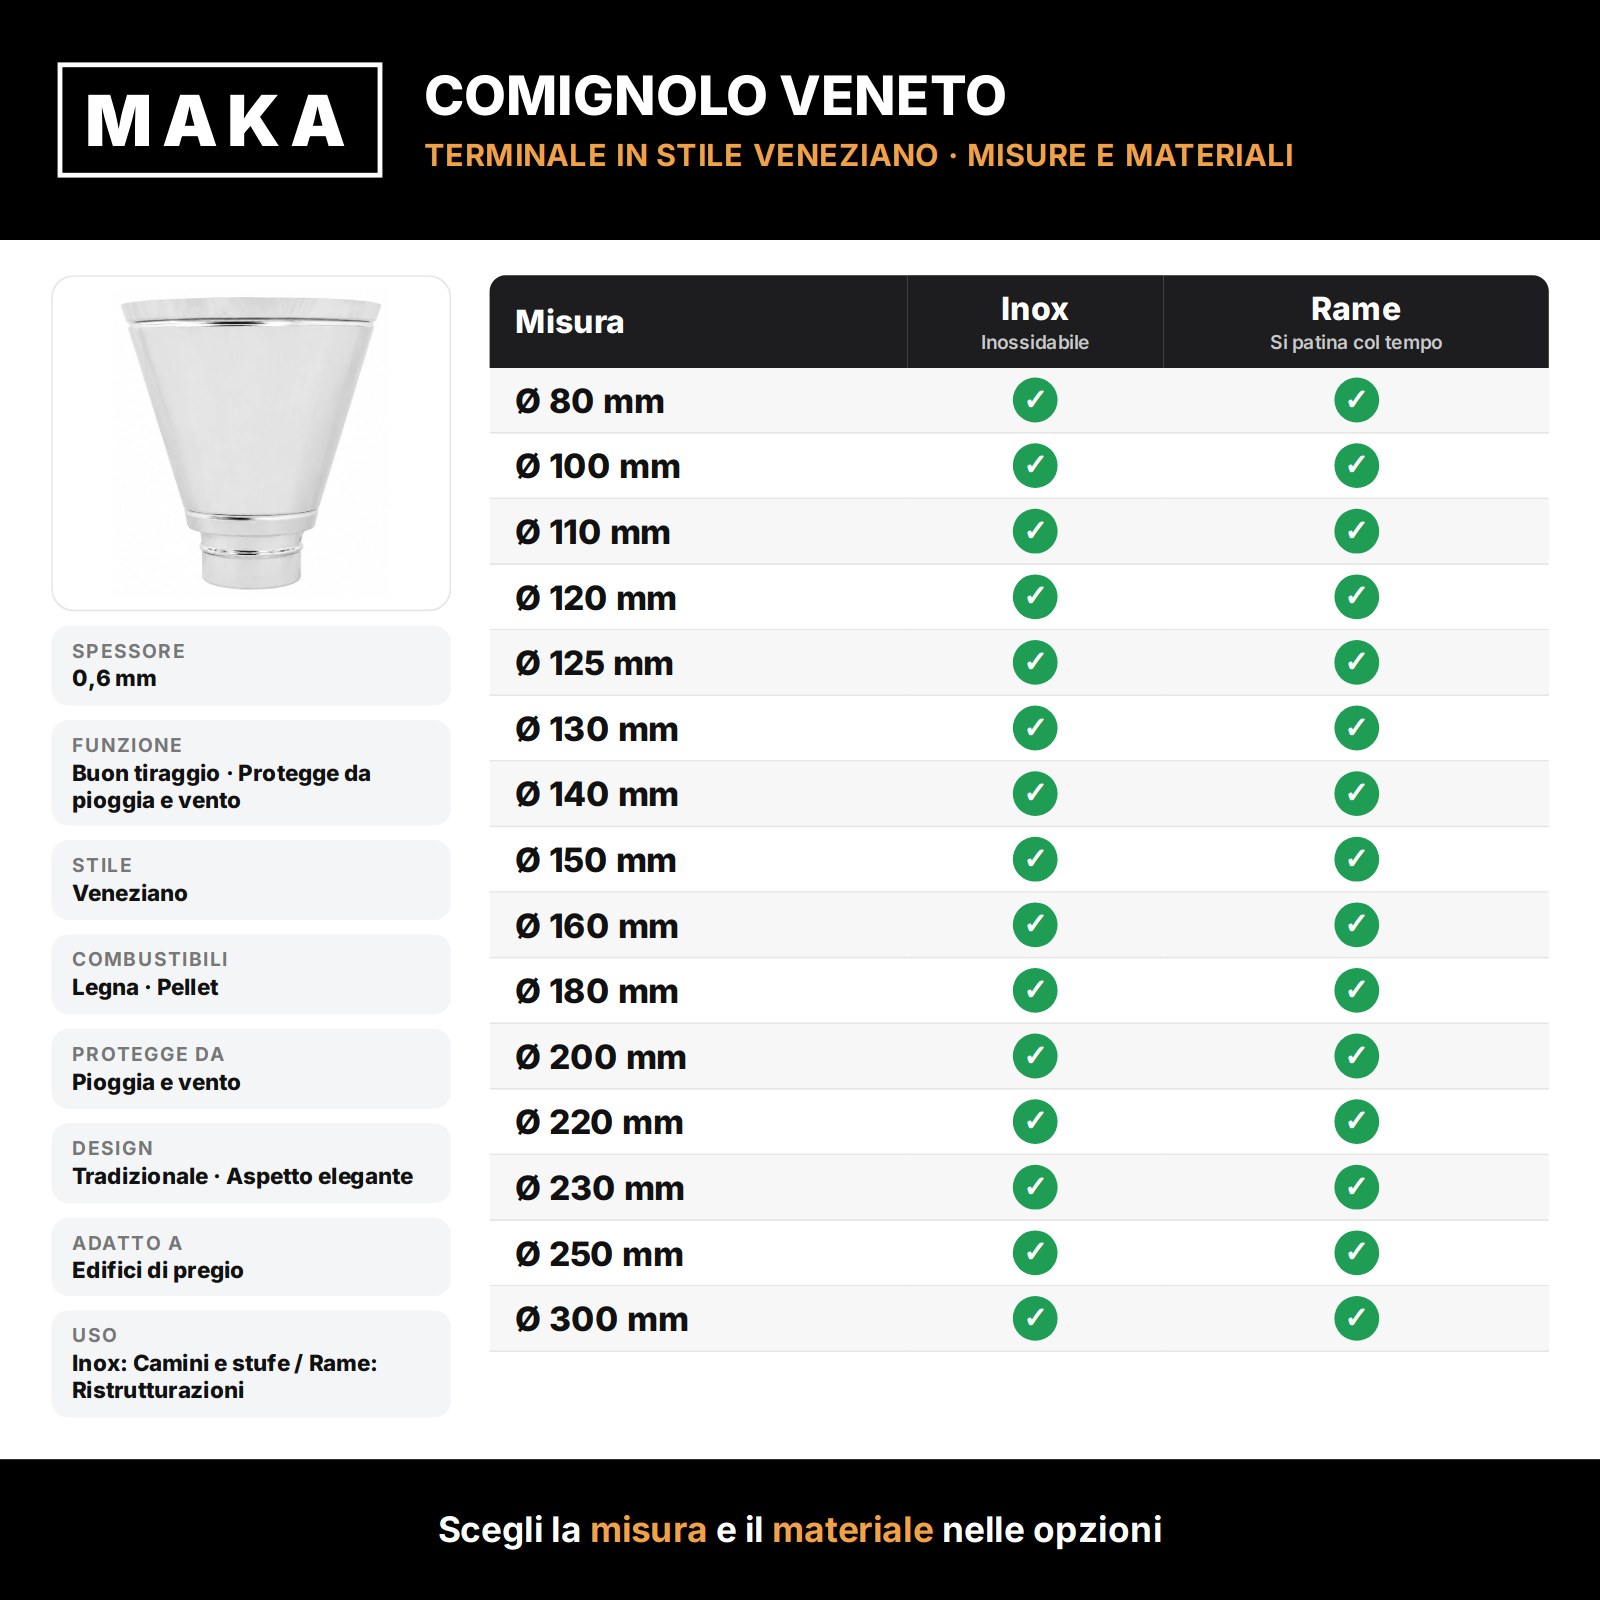 MAKA
COMIGNOLO VENETO
TERMINALE IN STILE VENEZIANO · MISURE E MATERIALI
SPESSORE
0,6 mm
FUNZIONE
Buon tiraggio · Protegge da
pioggia e vento
STILE
Veneziano
COMBUSTIBILI
Legna · Pellet
PROTEGGE DA
Pioggia e vento
DESIGN
Tradizionale · Aspetto elegante
ADATTO A
Edifici di pregio
USO
Inox: Camini e stufe / Rame:
Ristrutturazioni
Misura Inox Rame
Inossidabile Si patina col tempo
Ø 80 mm ✓ ✓
Ø 100 mm ✓ ✓
Ø 110 mm ✓ ✓
Ø 120 mm ✓ ✓
Ø 125 mm ✓ ✓
Ø 130 mm ✓ ✓
Ø 140 mm ✓ ✓
Ø 150 mm ✓ ✓
Ø 160 mm ✓ ✓
Ø 180 mm ✓ ✓
Ø 200 mm ✓ ✓
Ø 220 mm ✓ ✓
Ø 230 mm ✓ ✓
Ø 250 mm ✓ ✓
Ø 300 mm ✓ ✓
Scegli la misura e il materiale nelle opzioni